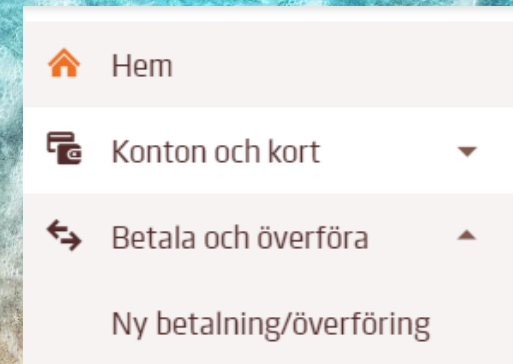 Hem
Konton och kort
Betala och överföra
Ny betalning/överföring